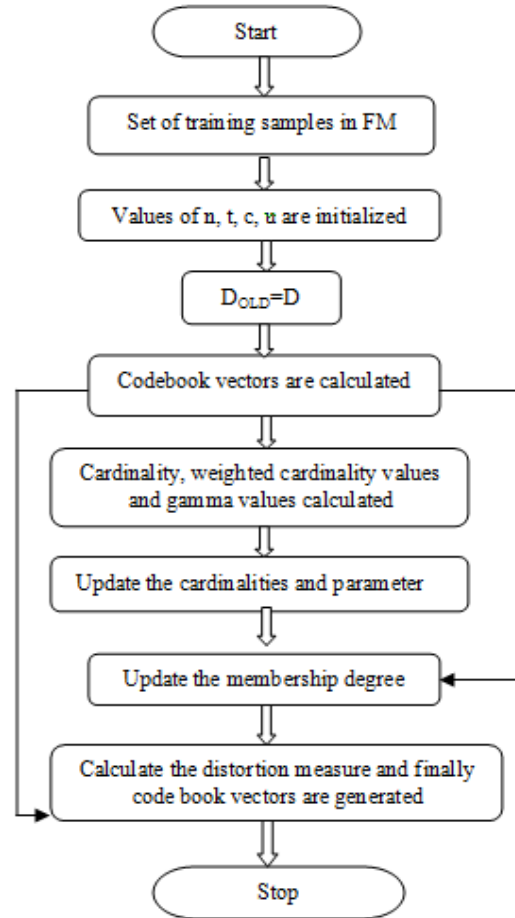 Start
Set of training samples in FM
Values of n, t, c, u are initialized
D_OLD=D
Codebook vectors are calculated
Cardinality, weighted cardinality values
and gamma values calculated
Update the cardinalities and parameter
Update the membership degree
Calculate the distortion measure and finally
code book vectors are generated
Stop